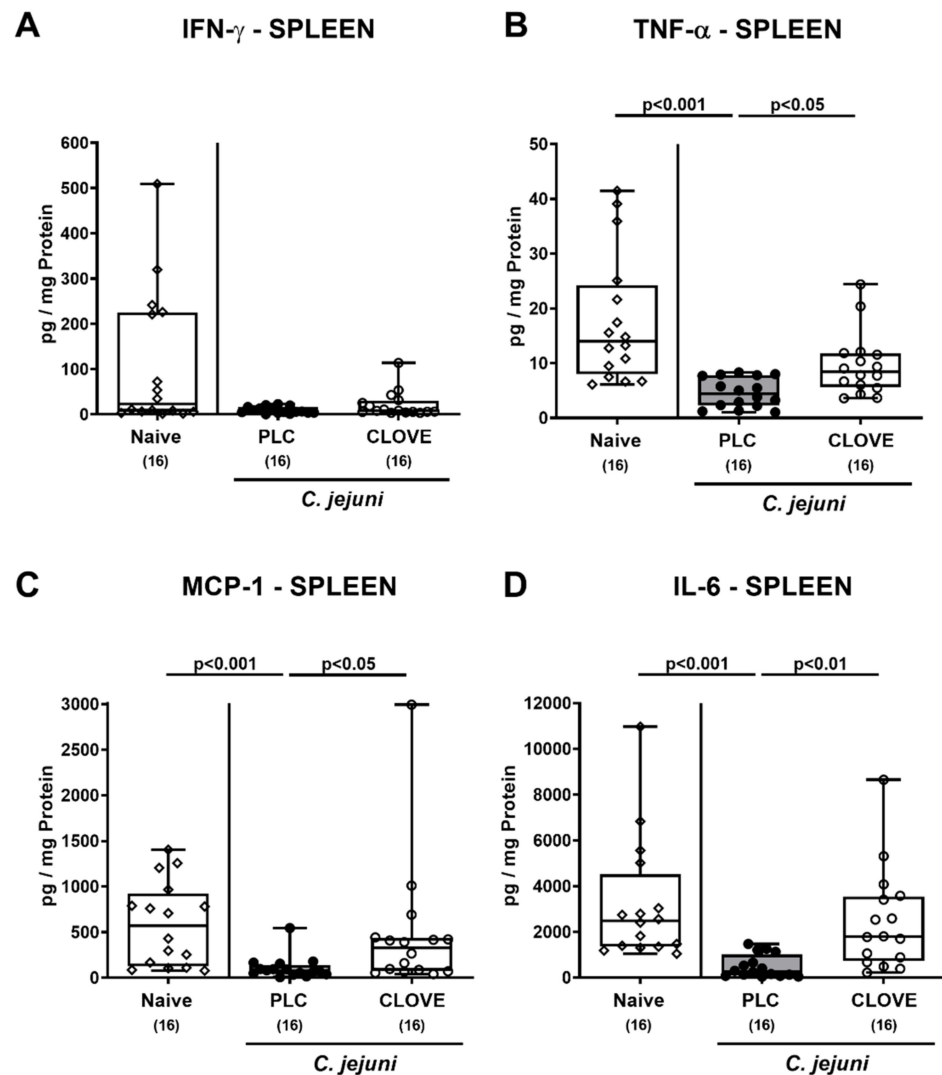 A
IFN-γ - SPLEEN
pg / mg Protein
600
500
400
300
200
100
0
Naive
PLC
CLOVE
(16)
(16)
(16)
C. jejuni
B
TNF-α - SPLEEN
p<0.001
p<0.05
pg / mg Protein
50
40
30
20
10
0
Naive
PLC
CLOVE
(16)
(16)
(16)
C. jejuni
C
MCP-1 - SPLEEN
p<0.001
p<0.05
pg / mg Protein
3000
2500
2000
1500
1000
500
0
Naive
PLC
CLOVE
(16)
(16)
(16)
C. jejuni
D
IL-6 - SPLEEN
p<0.001
p<0.01
pg / mg Protein
12000
10000
8000
6000
4000
2000
0
Naive
PLC
CLOVE
(16)
(16)
(16)
C. jejuni